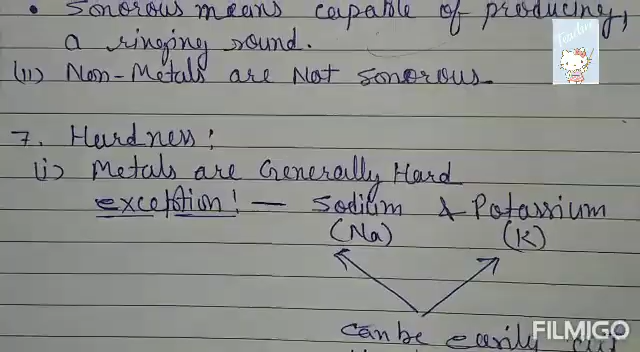 • Sonorous means capable of producing,
a ringing sound.
(ii) Non-Metals are Not Sonorous.
7. Hardness:
(i) Metals are Generally Hard
exception! — Sodium & Potassium
(Na) (K)
can be easily cut
FILMIGO